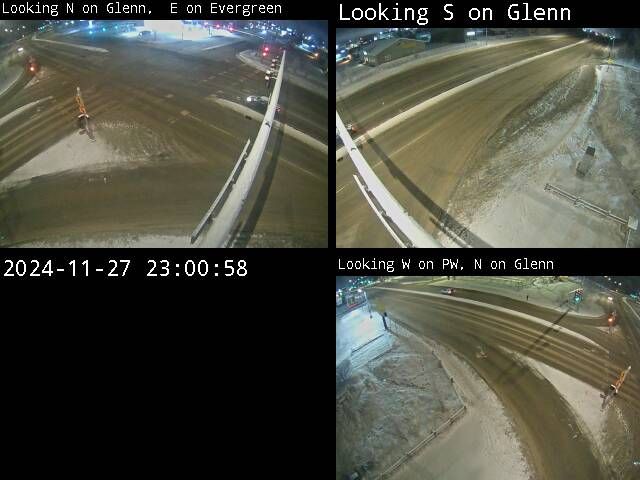 Looking N on Glenn,  E on Evergreen
Looking S on Glenn
2024-11-27 23:00:58
Looking W on PW, N on Glenn